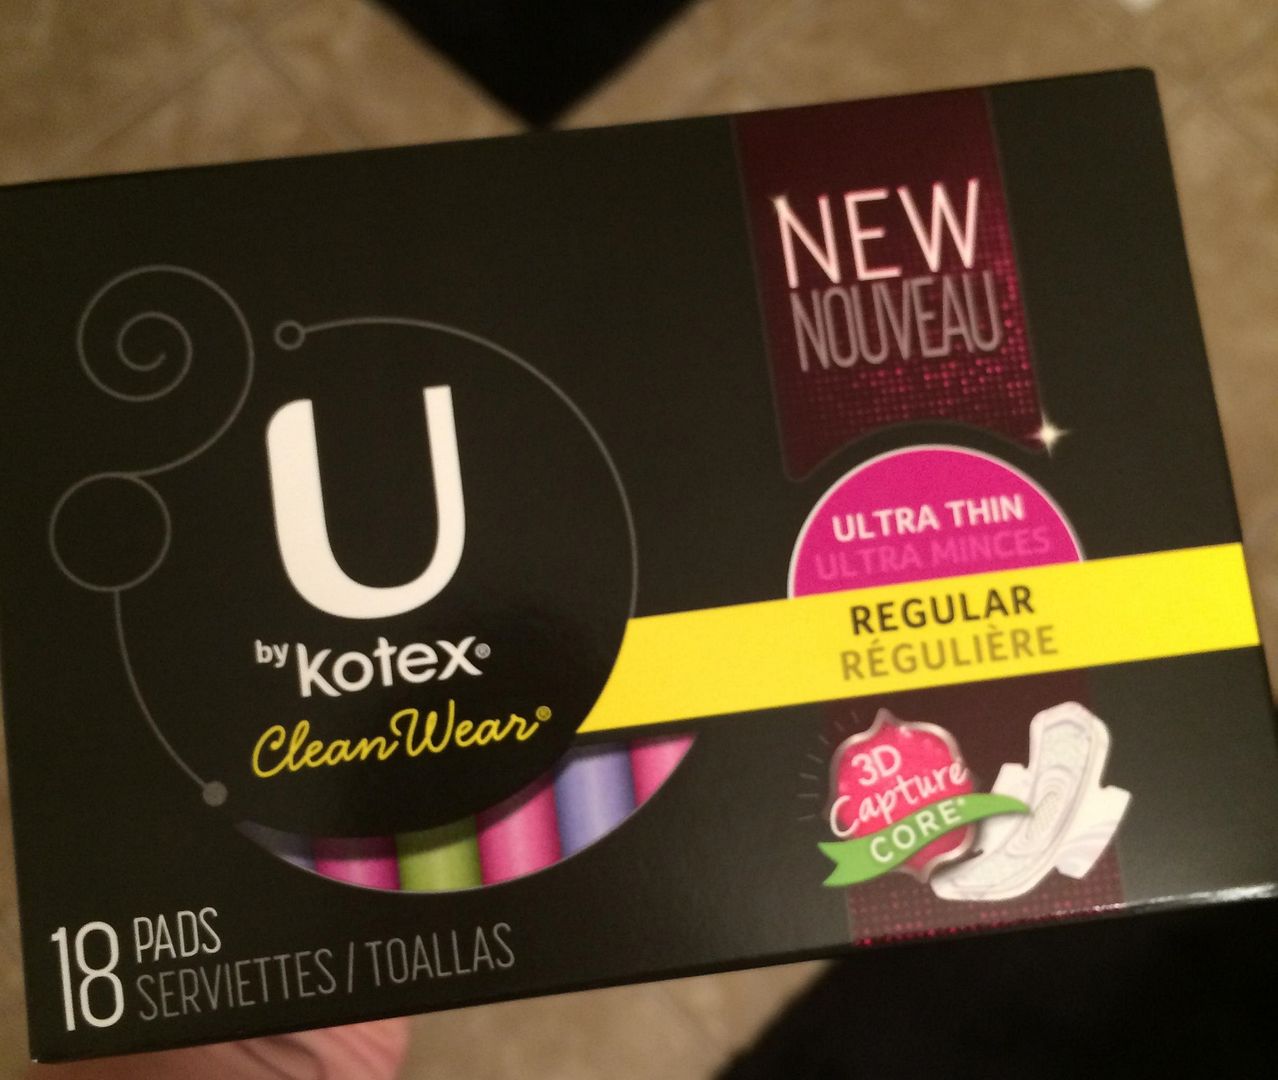 NEW
NOUVEAU
U
by Kotex®
CleanWear®
ULTRA THIN
ULTRA MINCES
REGULAR
RÉGULIÈRE
3D
Capture
CORE*
18 PADS
SERVIETTES / TOALLAS